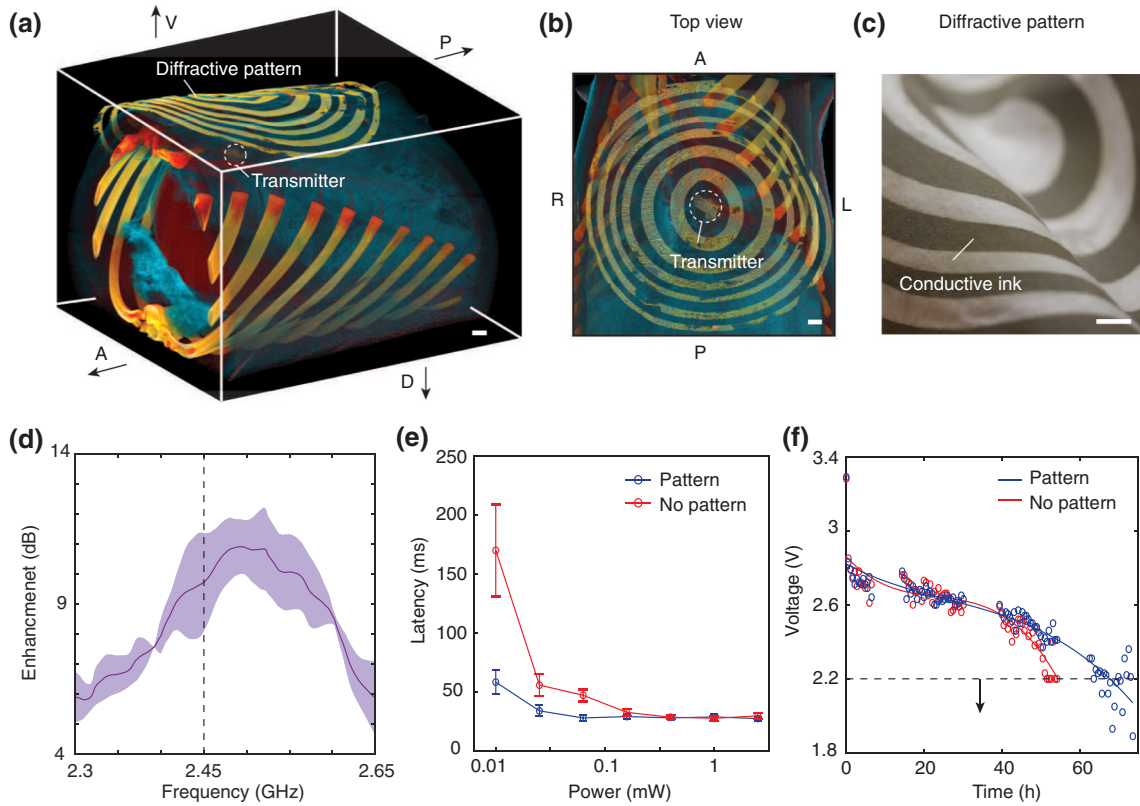 (a)
V
P
Diffractive pattern
Transmitter
A
D
(b)
Top view
A
R
L
Transmitter
P
(c)
Diffractive pattern
Conductive ink
(d)
14
9
4
Enhancmenet (dB)
2.3
2.45
2.65
Frequency (GHz)
(e)
250
200
150
100
50
0
Latency (ms)
Pattern
No pattern
0.01
0.1
1
Power (mW)
(f)
3.4
3
2.6
2.2
1.8
Voltage (V)
Pattern
No pattern
0
20
40
60
Time (h)